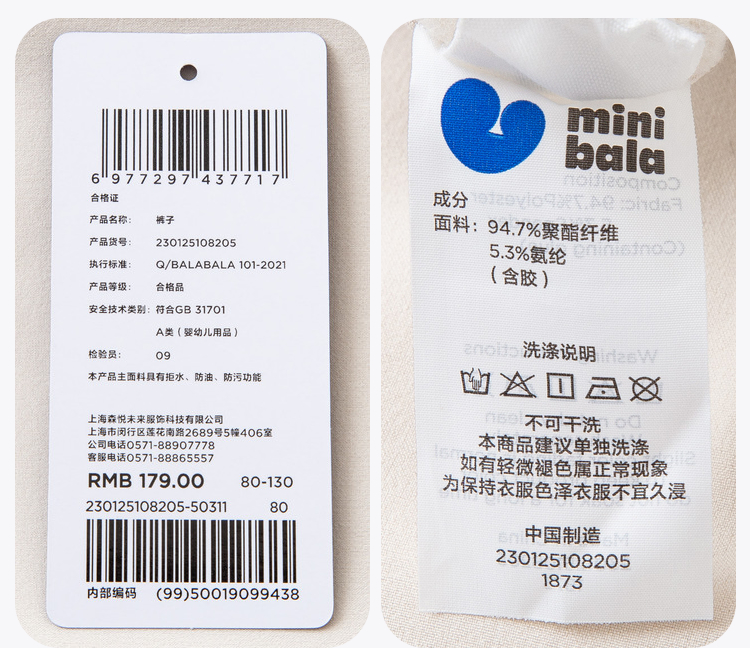 6 977297 437717
合格证
产品名称: 裤子
产品货号: 230125108205
执行标准: Q/BALABALA 101-2021
产品等级: 合格品
安全技术类别: 符合GB 31701
A类（婴幼儿用品）
检验员: 09
本产品主面料具有拒水、防油、防污功能
上海森悦未来服饰科技有限公司
上海市闵行区莲花南路2689号5幢406室
公司电话0571-88907778
客服电话0571-88865557
RMB 179.00 80-130
230125108205-50311 80
内部编码 (99)50019099438
mini
bala
成分
面料: 94.7%聚酯纤维
5.3%氨纶
(含胶)
洗涤说明
不可干洗
本商品建议单独洗涤
如有轻微褪色属正常现象
为保持衣服色泽衣服不宜久浸
中国制造
230125108205
1873